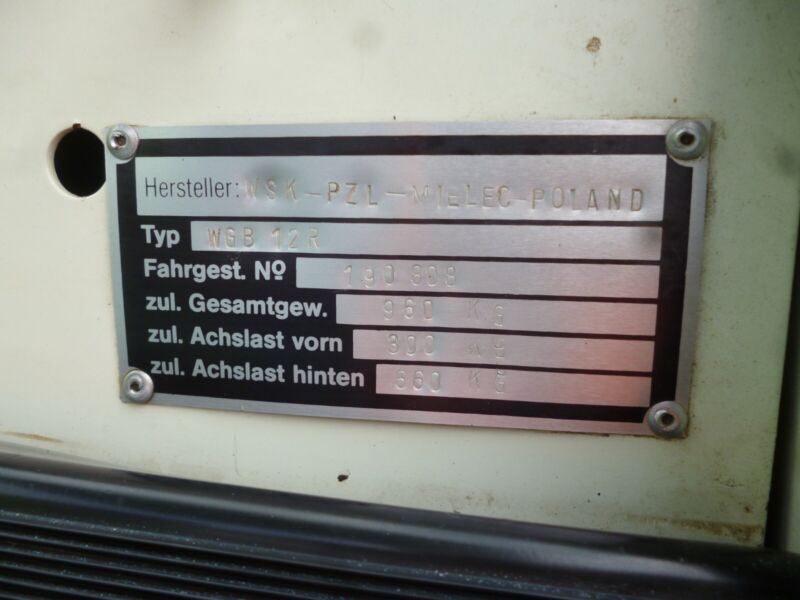 Hersteller: WSK-PZL-MIELEC-POLAND
Typ WGB 12R
Fahrgest. Nº 190 808
zul. Gesamtgew. 960 KG
zul. Achslast vorn 300 KG
zul. Achslast hinten 660 KG